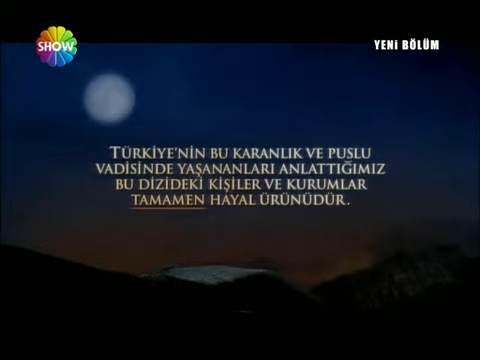 SHOW
YENİ BÖLÜM
TÜRKİYE'NİN BU KARANLIK VE PUSLU
VADİSİNDE YAŞANANLARI ANLATTIĞIMIZ
BU DİZİDEKİ KİŞİLER VE KURUMLAR
TAMAMEN HAYAL ÜRÜNÜDÜR.